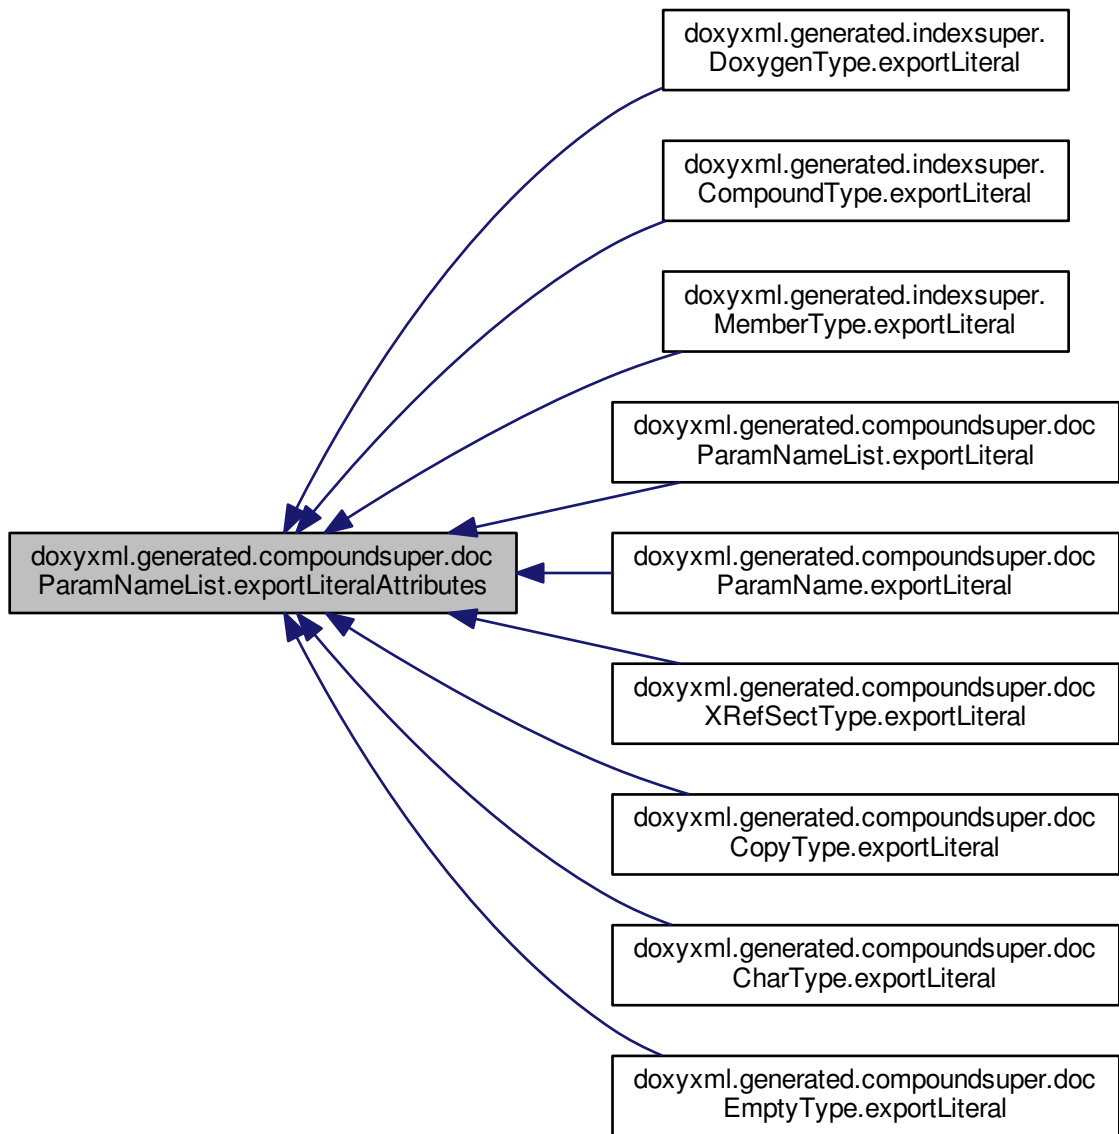 doxyxml.generated.indexsuper.
DoxygenType.exportLiteral
doxyxml.generated.indexsuper.
CompoundType.exportLiteral
doxyxml.generated.indexsuper.
MemberType.exportLiteral
doxyxml.generated.compoundsuper.doc
ParamNameList.exportLiteral
doxyxml.generated.compoundsuper.doc
ParamNameList.exportLiteralAttributes
doxyxml.generated.compoundsuper.doc
ParamName.exportLiteral
doxyxml.generated.compoundsuper.doc
XRefSectType.exportLiteral
doxyxml.generated.compoundsuper.doc
CopyType.exportLiteral
doxyxml.generated.compoundsuper.doc
CharType.exportLiteral
doxyxml.generated.compoundsuper.doc
EmptyType.exportLiteral